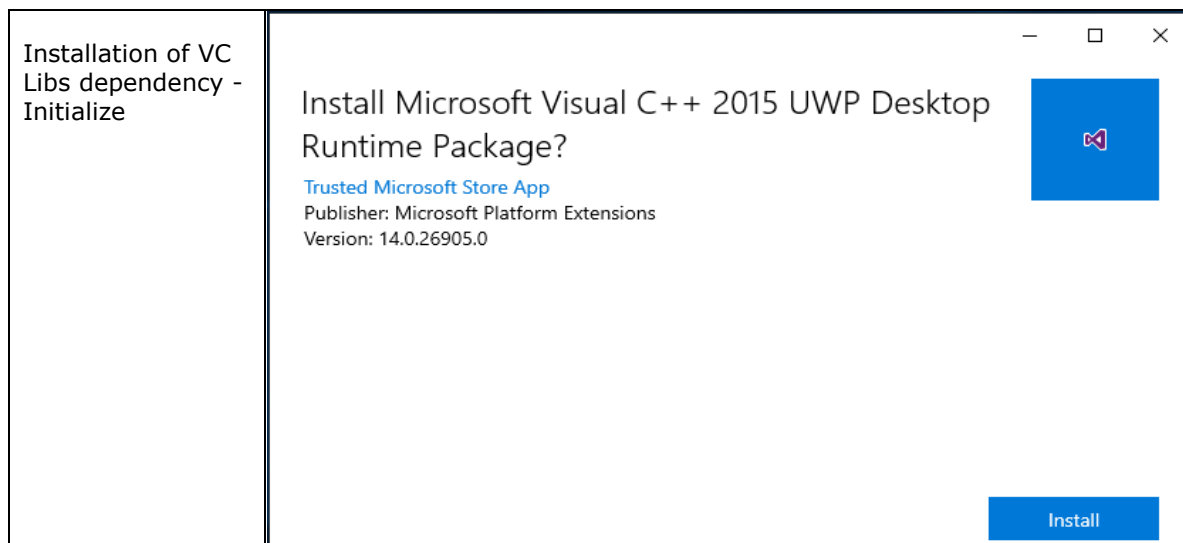 Installation of VC
Libs dependency -
Initialize
Install Microsoft Visual C++ 2015 UWP Desktop
Runtime Package?
Trusted Microsoft Store App
Publisher: Microsoft Platform Extensions
Version: 14.0.26905.0
Install